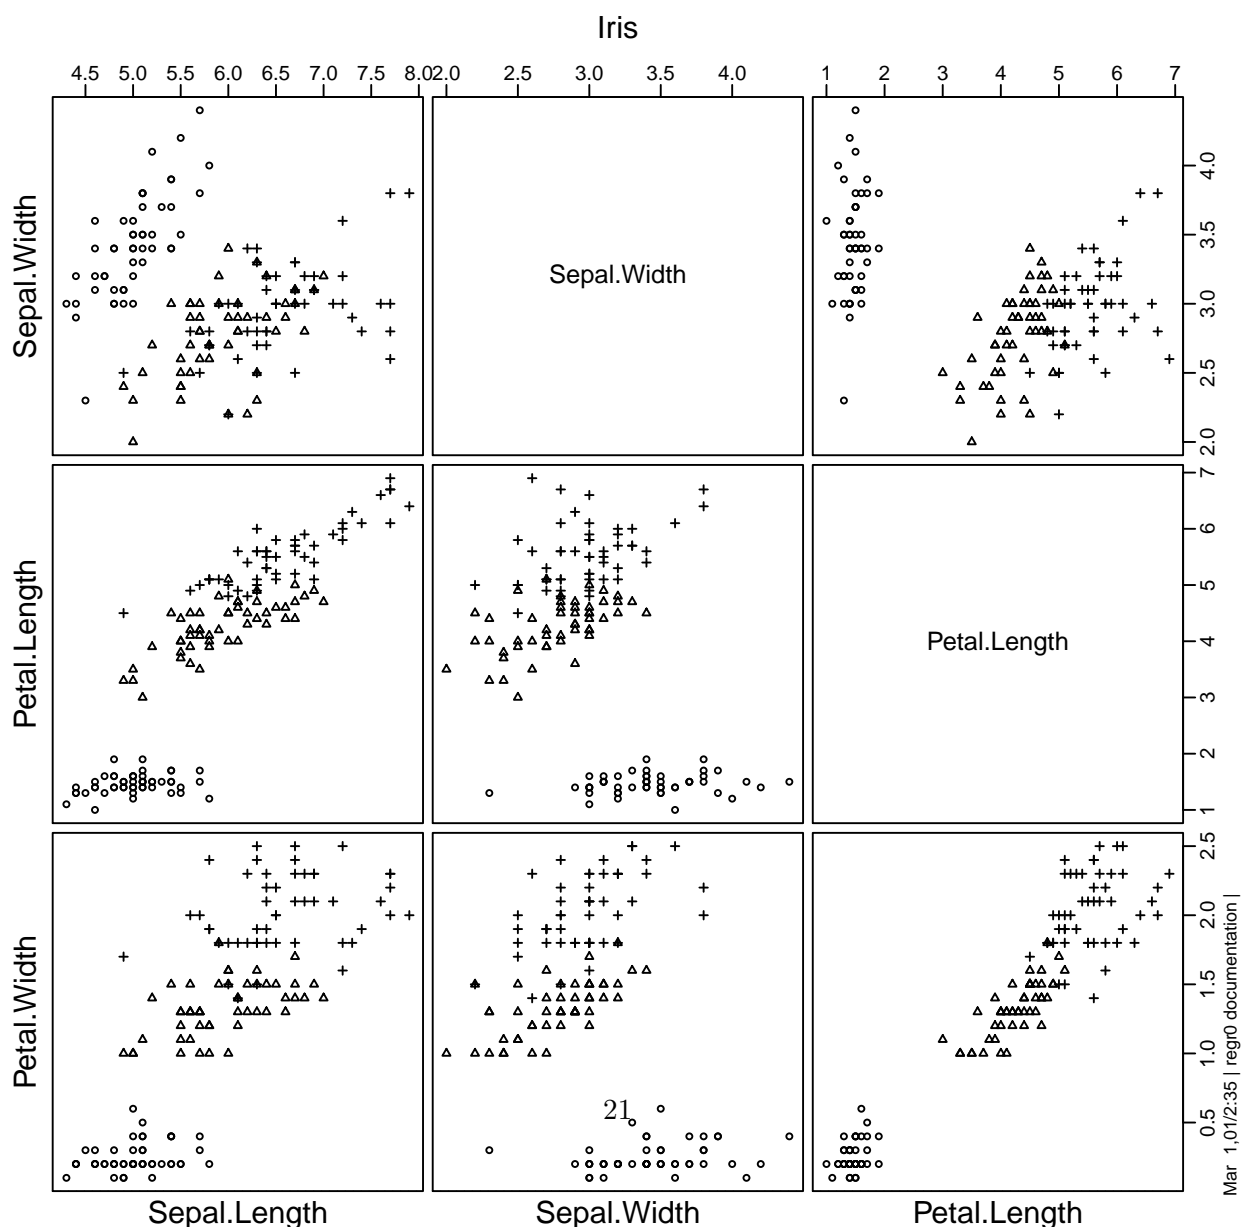 Iris
4.5 5.0 5.5 6.0 6.5 7.0 7.5 8.0
2.0 2.5 3.0 3.5 4.0
1 2 3 4 5 6 7
Sepal.Width
Sepal.Width
2.0 2.5 3.0 3.5 4.0
Petal.Length
Petal.Length
1 2 3 4 5 6 7
Petal.Width
21
0.5 1.0 1.5 2.0 2.5
Sepal.Length
Sepal.Width
Petal.Length
Mar 1,01/2:35 | regr0 documentation |